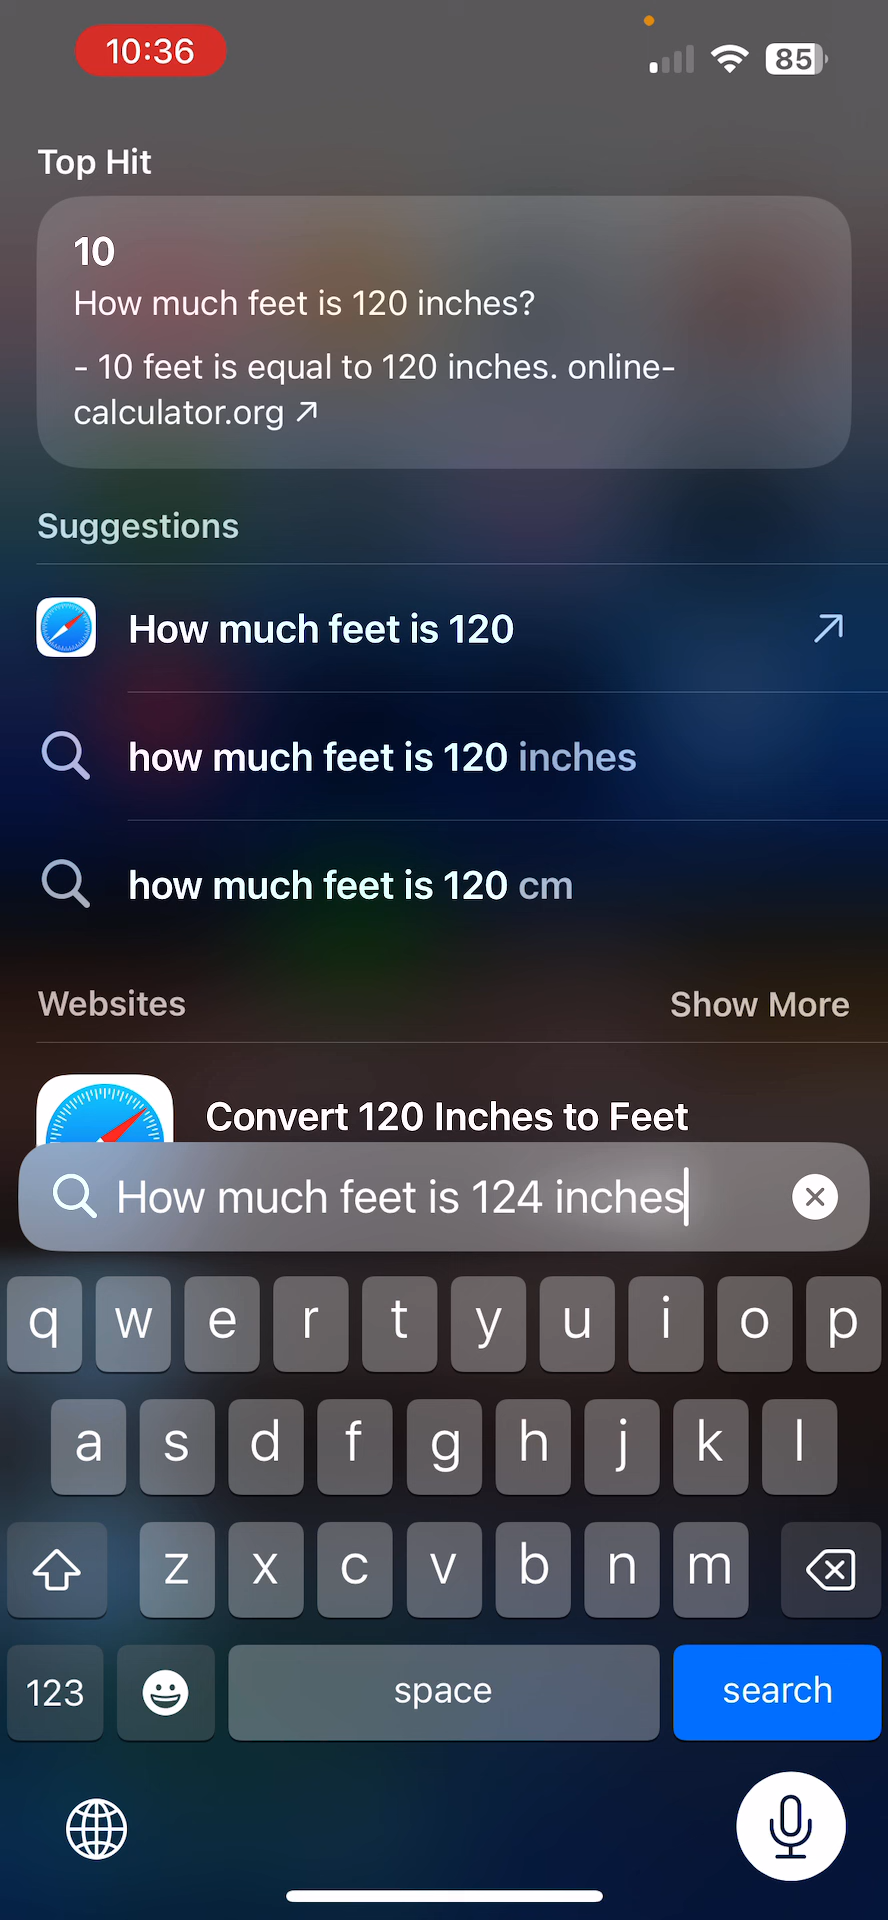 10:36
85
Top Hit
10
How much feet is 120 inches?
- 10 feet is equal to 120 inches. online-
calculator.org ↗
Suggestions
How much feet is 120
how much feet is 120 inches
how much feet is 120 cm
Websites Show More
Convert 120 Inches to Feet
How much feet is 124 inches
q w e r t y u i o p
a s d f g h j k l
z x c v b n m
123 space search